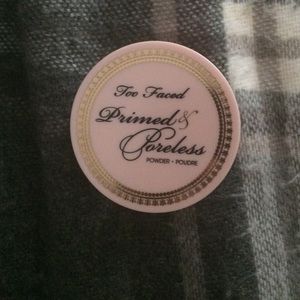 Too Faced
Primed &
Poreless
POWDER • POUDRE